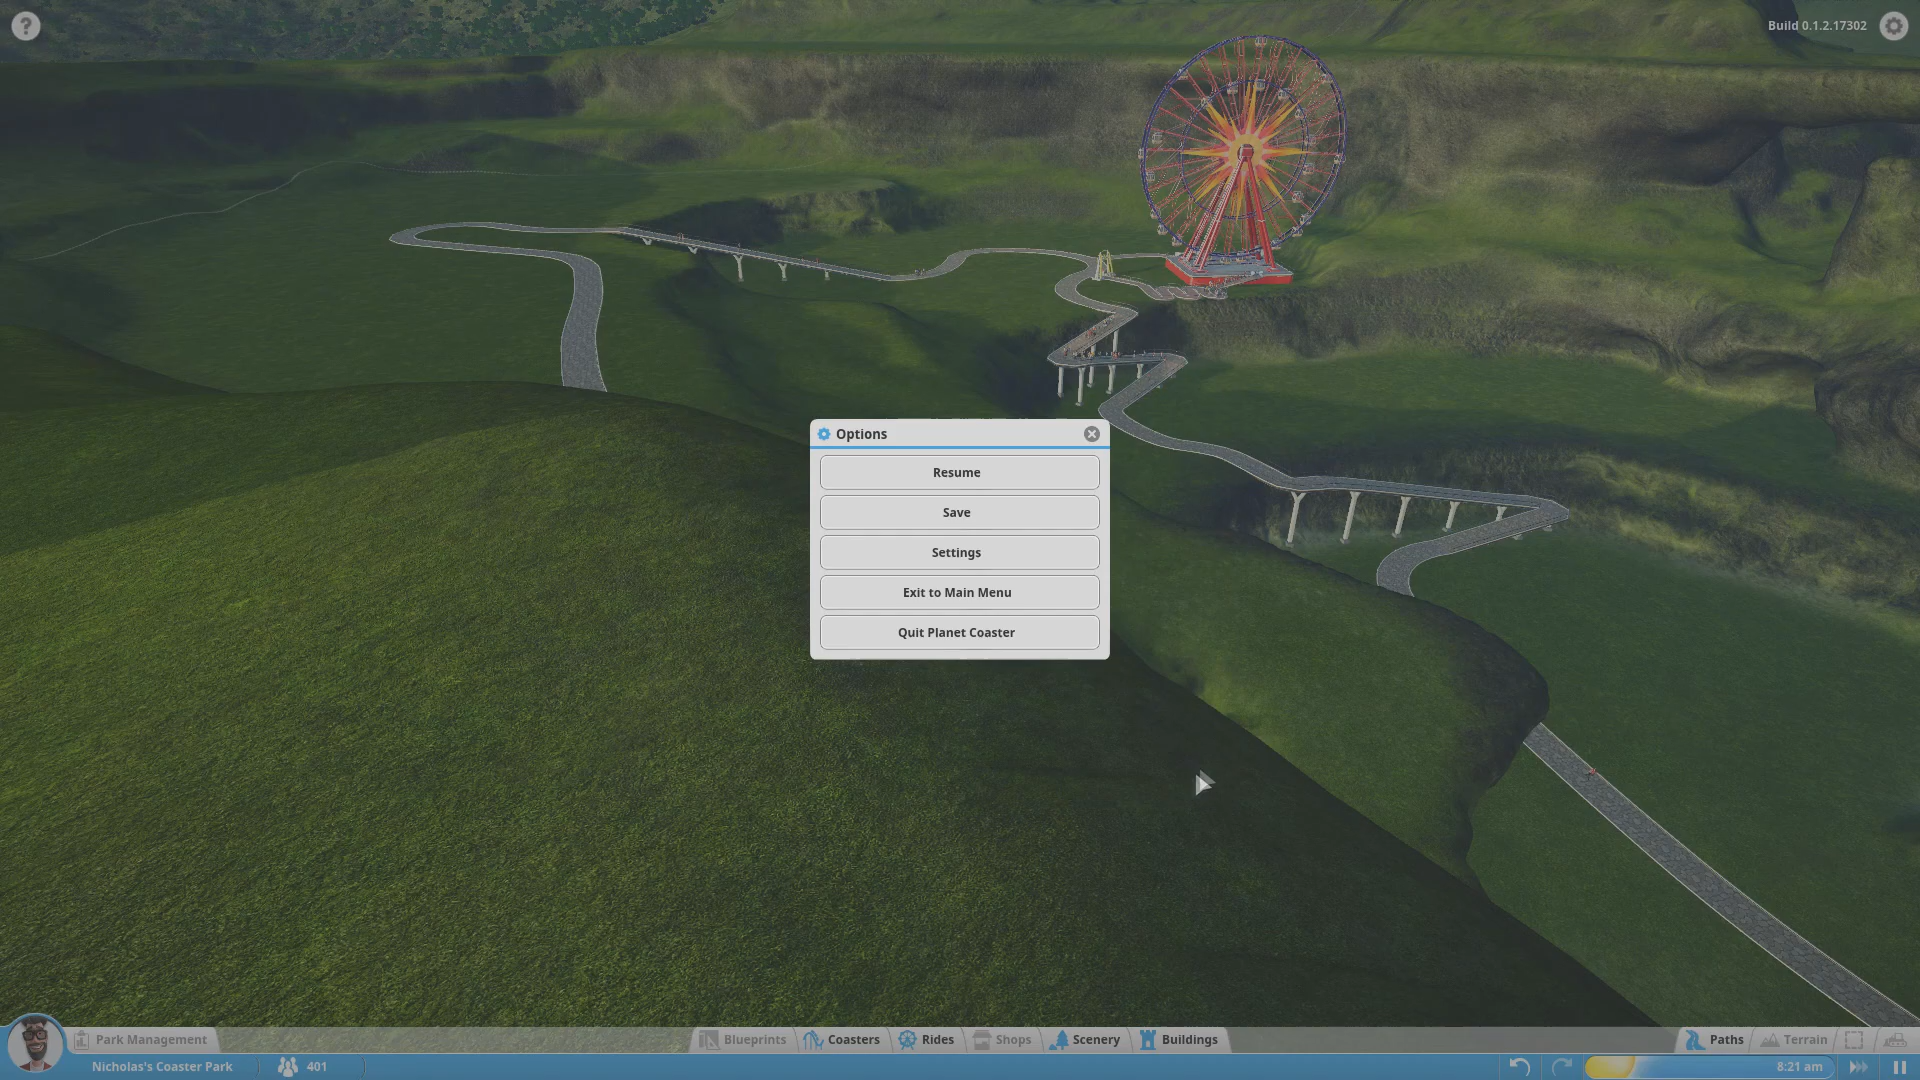 ?
Build 0.1.2.17302
Options
Resume
Save
Settings
Exit to Main Menu
Quit Planet Coaster
Park Management
Blueprints
Coasters
Rides
Shops
Scenery
Buildings
Paths
Terrain
Nicholas's Coaster Park
401
8:21 am